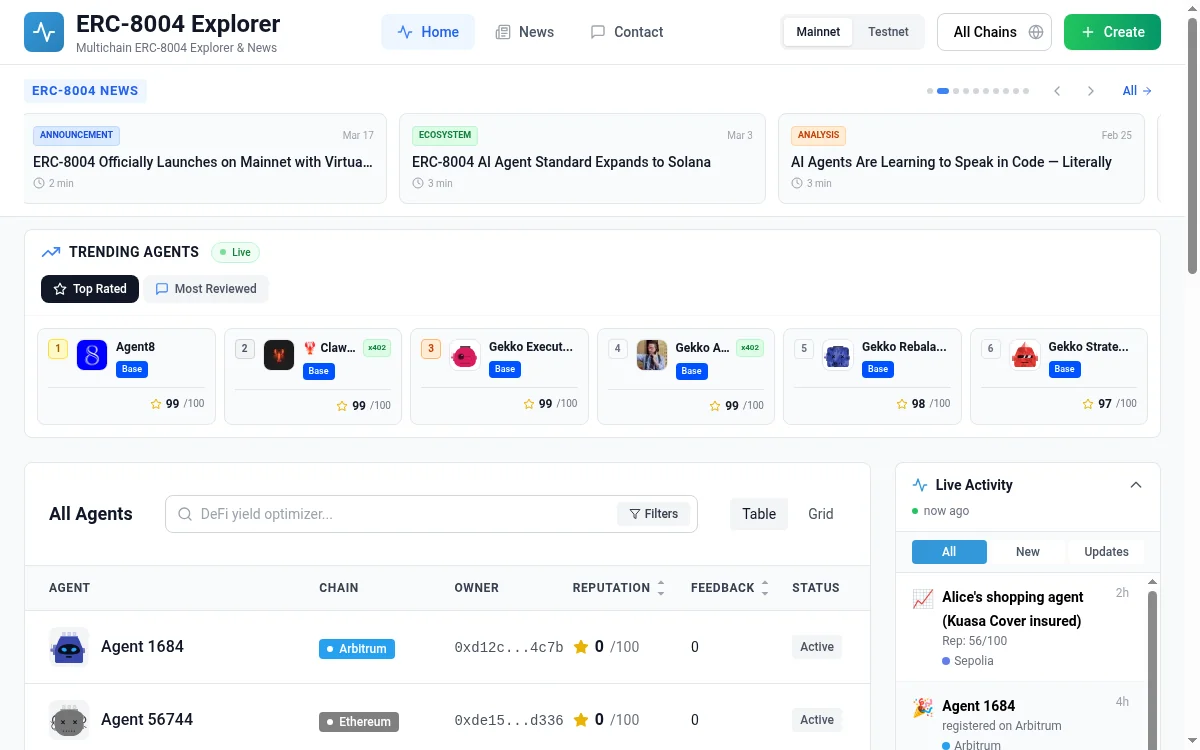 ERC-8004 Explorer
Multichain ERC-8004 Explorer & News
Home
News
Contact
Mainnet
Testnet
All Chains
Create
ERC-8004 NEWS
All
ANNOUNCEMENT
Mar 17
ERC-8004 Officially Launches on Mainnet with Virtua...
2 min
ECOSYSTEM
Mar 3
ERC-8004 AI Agent Standard Expands to Solana
3 min
ANALYSIS
Feb 25
AI Agents Are Learning to Speak in Code — Literally
3 min
TRENDING AGENTS
Live
Top Rated
Most Reviewed
1
Agent8
Base
99 /100
2
🦞 Claw...
x402
Base
99 /100
3
Gekko Execut...
Base
99 /100
4
Gekko A...
x402
Base
99 /100
5
Gekko Rebala...
Base
98 /100
6
Gekko Strate...
Base
97 /100
All Agents
DeFi yield optimizer...
Filters
Table
Grid
AGENT CHAIN OWNER REPUTATION FEEDBACK STATUS
Agent 1684 Arbitrum 0xd12c...4c7b 0 /100 0 Active
Agent 56744 Ethereum 0xde15...d336 0 /100 0 Active
Live Activity
now ago
All
New
Updates
Alice's shopping agent
(Kuasa Cover insured)
2h
Rep: 56/100
Sepolia
Agent 1684
4h
registered on Arbitrum
Arbitrum